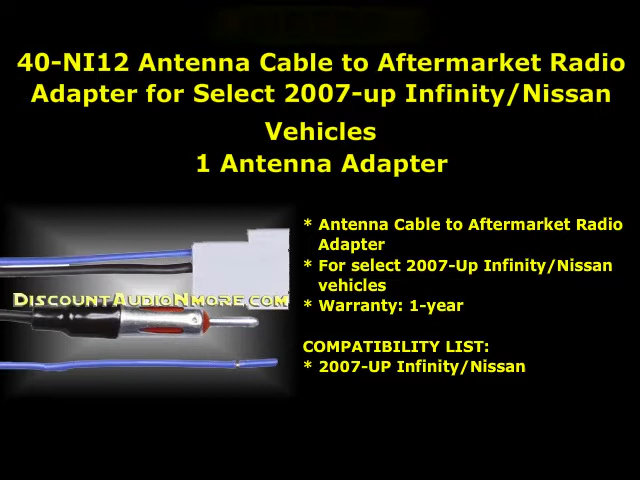 40-NI12 Antenna Cable to Aftermarket Radio
Adapter for Select 2007-up Infinity/Nissan
Vehicles
1 Antenna Adapter
* Antenna Cable to Aftermarket Radio
Adapter
* For select 2007-Up Infinity/Nissan
vehicles
* Warranty: 1-year
COMPATIBILITY LIST:
* 2007-UP Infinity/Nissan
DiscountAudioNmore.com